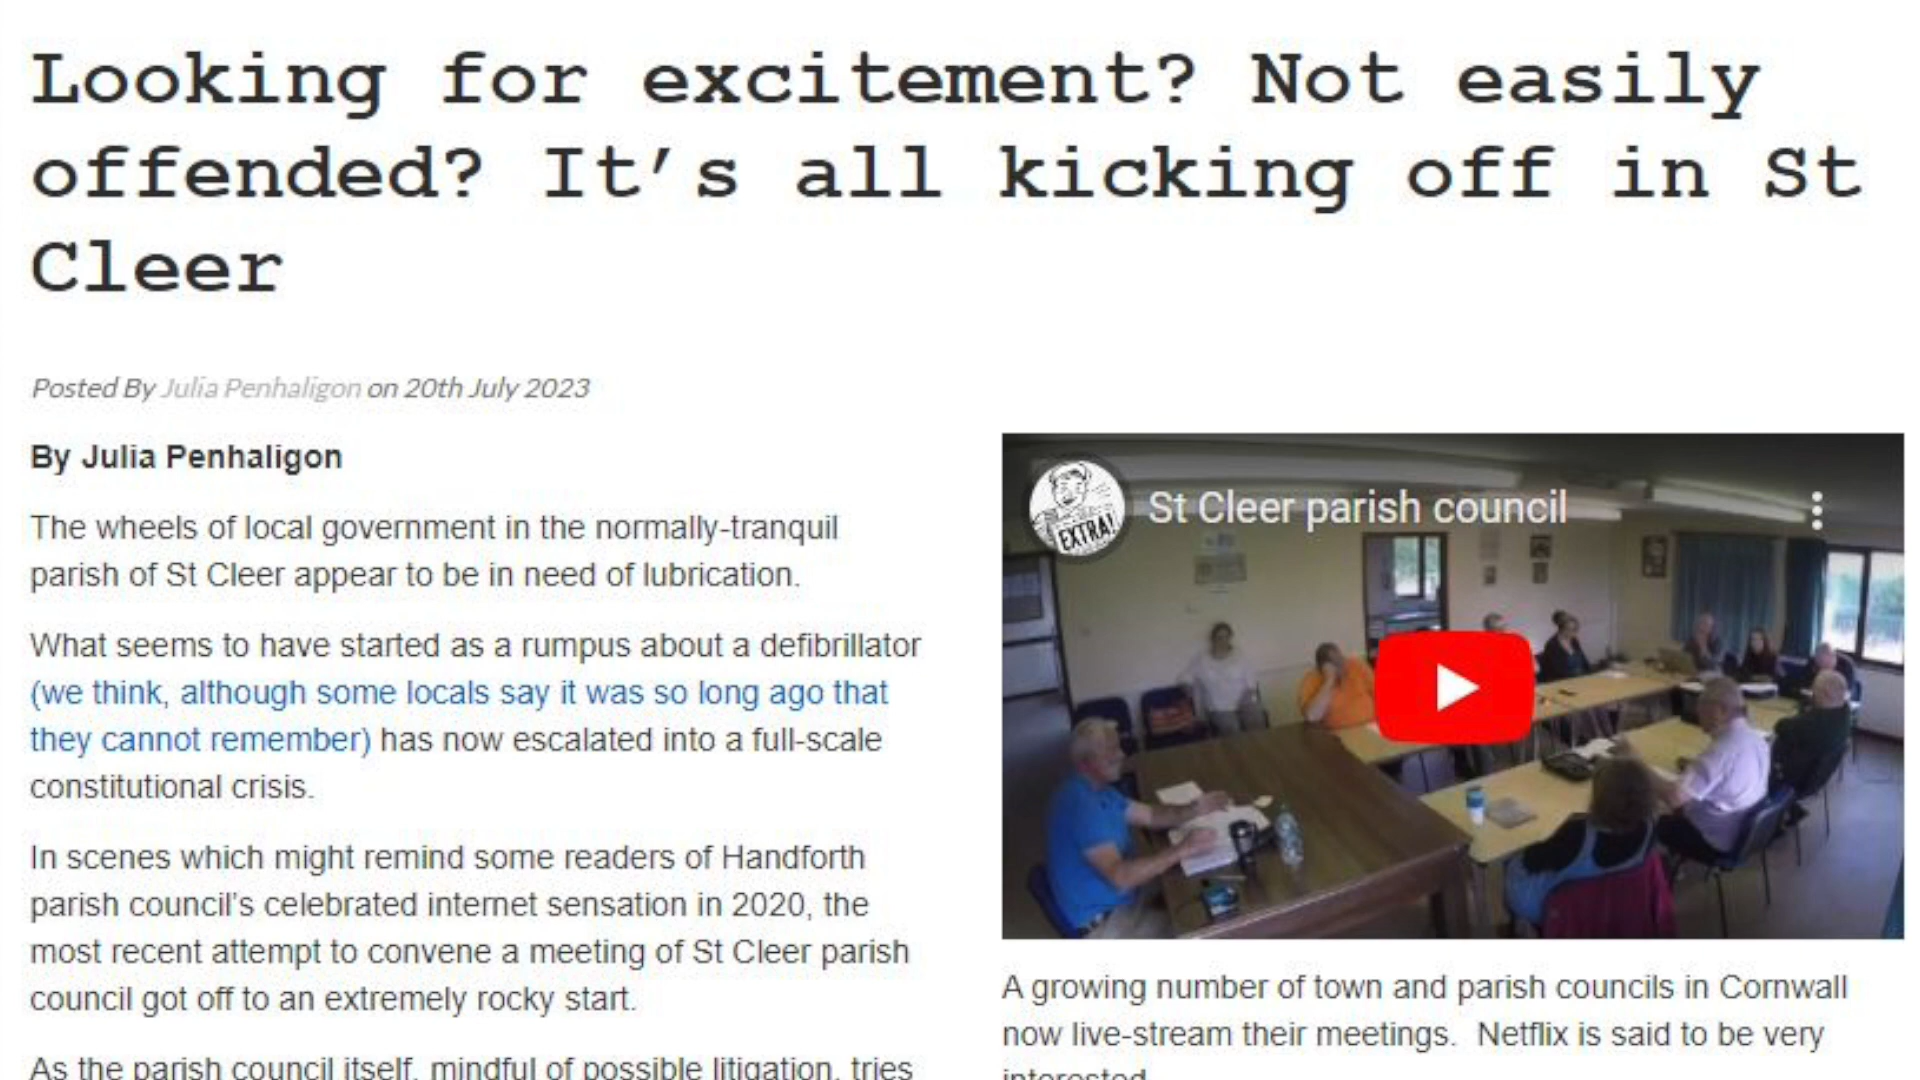 Looking for excitement? Not easily
offended? It’s all kicking off in St
Cleer
Posted By Julia Penhaligon on 20th July 2023
By Julia Penhaligon
The wheels of local government in the normally-tranquil
parish of St Cleer appear to be in need of lubrication.
What seems to have started as a rumpus about a defibrillator
(we think, although some locals say it was so long ago that
they cannot remember) has now escalated into a full-scale
constitutional crisis.
In scenes which might remind some readers of Handforth
parish council’s celebrated internet sensation in 2020, the
most recent attempt to convene a meeting of St Cleer parish
council got off to an extremely rocky start.
As the parish council itself, mindful of possible litigation, tries
EXTRA!
St Cleer parish council
A growing number of town and parish councils in Cornwall
now live-stream their meetings.  Netflix is said to be very
interested.